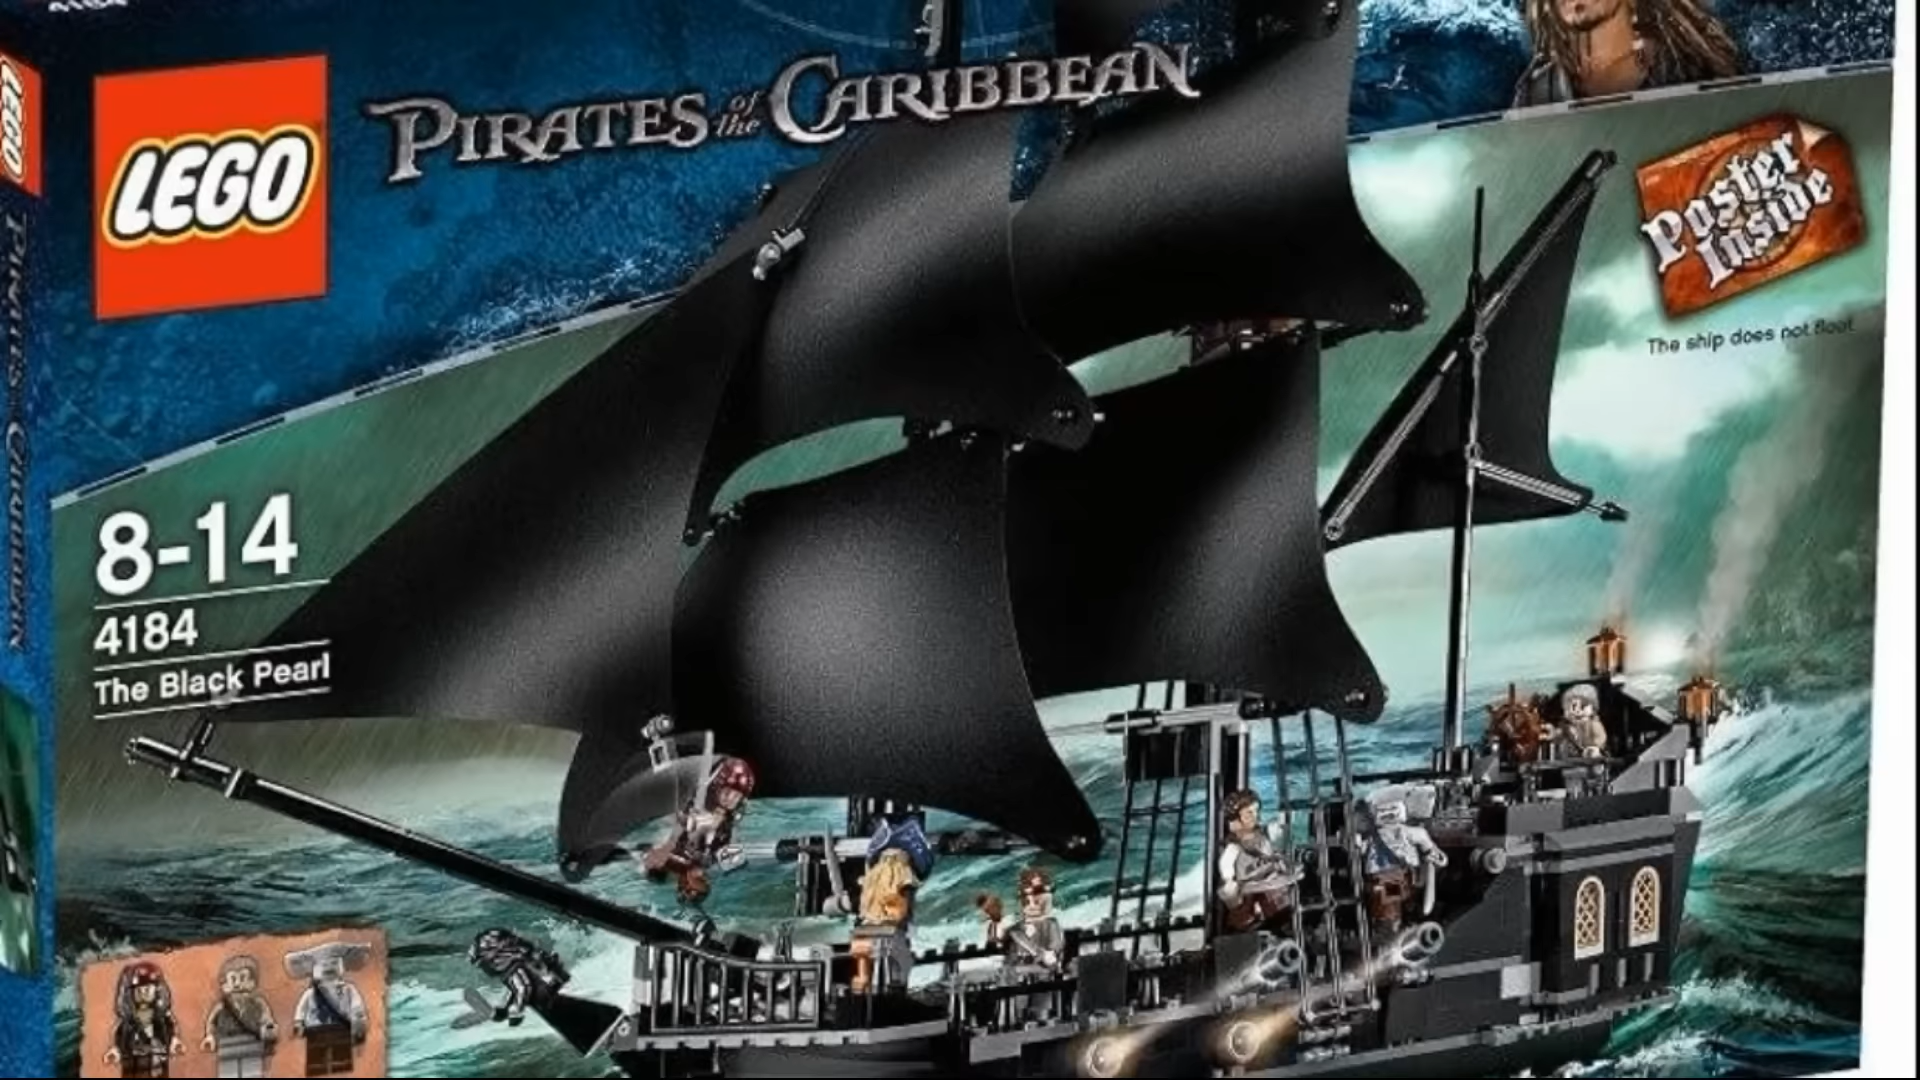 LEGO
LEGO
PIRATES of the CARIBBEAN
Poster
Inside
The ship does not float.
8-14
4184
The Black Pearl
PIRATES of the CARIBBEAN